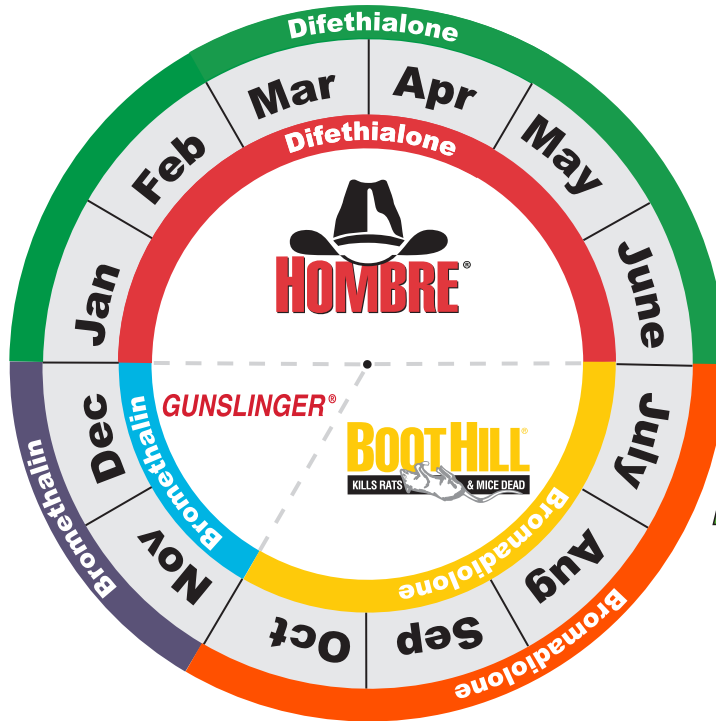 Difethialone
Jan
Feb
Mar
Apr
May
June
July
Aug
Sep
Oct
Nov
Dec
Difethialone
HOMBRE®
GUNSLINGER®
BOOT HILL®
KILLS RATS & MICE DEAD
Bromethalin
Bromadiolone
Bromethalin
Bromadiolone